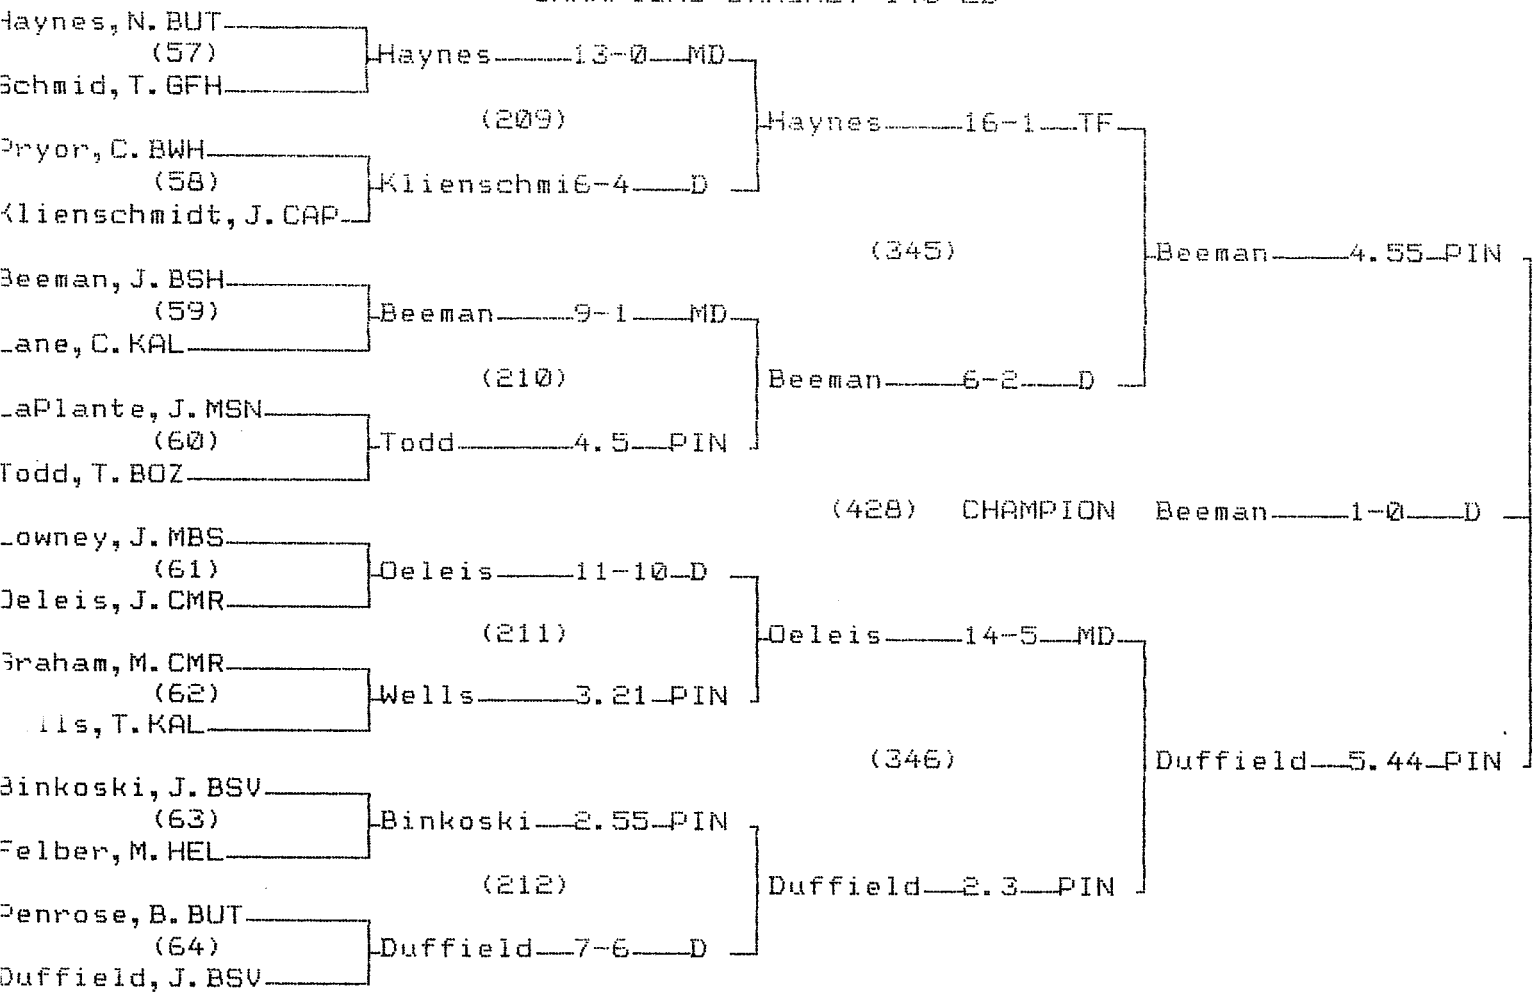 Haynes, N. BUT
(57) Haynes 13-0 MD
Schmid, T. GFH
(209) Haynes 16-1 TF
Pryor, C. BWH
(58) Klienschmi6-4 D
Klienschmidt, J. CAP
(345) Beeman 4.55 PIN
Beeman, J. BSH
(59) Beeman 9-1 MD
Lane, C. KAL
(210) Beeman 6-2 D
LaPlante, J. MSN
(60) Todd 4.5 PIN
Todd, T. BOZ
(428) CHAMPION Beeman 1-0 D
Lowney, J. MBS
(61) Oeleis 11-10 D
Oeleis, J. CMR
(211) Oeleis 14-5 MD
Graham, M. CMR
(62) Wells 3.21 PIN
lls, T. KAL
(346) Duffield 5.44 PIN
Binkoski, J. BSV
(63) Binkoski 2.55 PIN
Felber, M. HEL
(212) Duffield 2.3 PIN
Penrose, B. BUT
(64) Duffield 7-6 D
Duffield, J. BSV